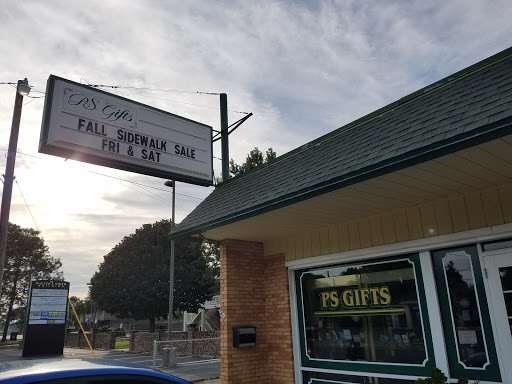 PS Gifts
FALL SIDEWALK SALE
FRI & SAT
PS GIFTS